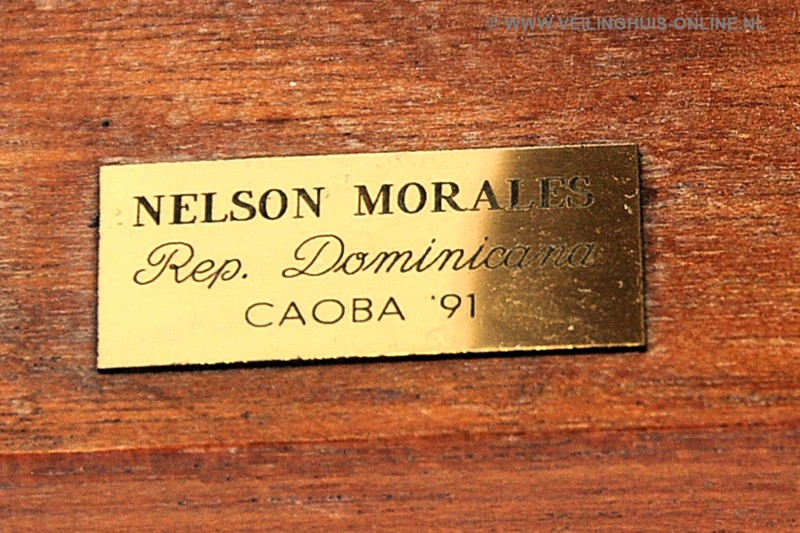 © WWW.VEILINGHUIS-ONLINE.NL
NELSON MORALES
Rep. Dominicana
CAOBA '91